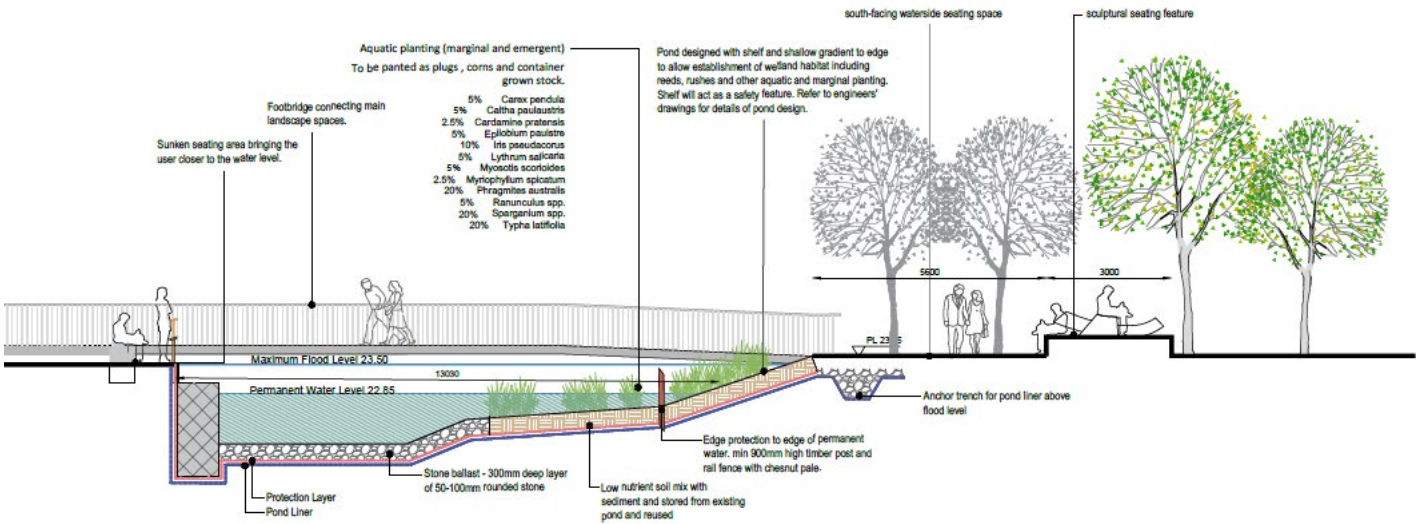 south-facing waterside seating space
sculptural seating feature
Aquatic planting (marginal and emergent)
To be panted as plugs , corns and container
grown stock.
5% Carex pendula
5% Caltha paulaustris
2.5% Cardamine pratensis
5% Epilobium paulstre
10% Iris pseudacorus
5% Lythrum salicaria
5% Myosotis scorioides
2.5% Myriophyllum spicatum
20% Phragmites australis
5% Ranunculus spp.
20% Sparganium spp.
20% Typha latifiolia
Pond designed with shelf and shallow gradient to edge
to allow establishment of wetland habitat including
reeds, rushes and other aquatic and marginal planting.
Shelf will act as a safety feature. Refer to engineers'
drawings for details of pond design.
Footbridge connecting main
landscape spaces.
Sunken seating area bringing the
user closer to the water level.
5600
3000
PL
Maximum Flood Level 23.50
13030
Permanent Water Level 22.85
Anchor trench for pond liner above
flood level
Edge protection to edge of permanent
water. min 900mm high timber post and
rail fence with chesnut pale.
Stone ballast - 300mm deep layer
of 50-100mm rounded stone
Low nutrient soil mix with
sediment and stored from existing
pond and reused
Protection Layer
Pond Liner